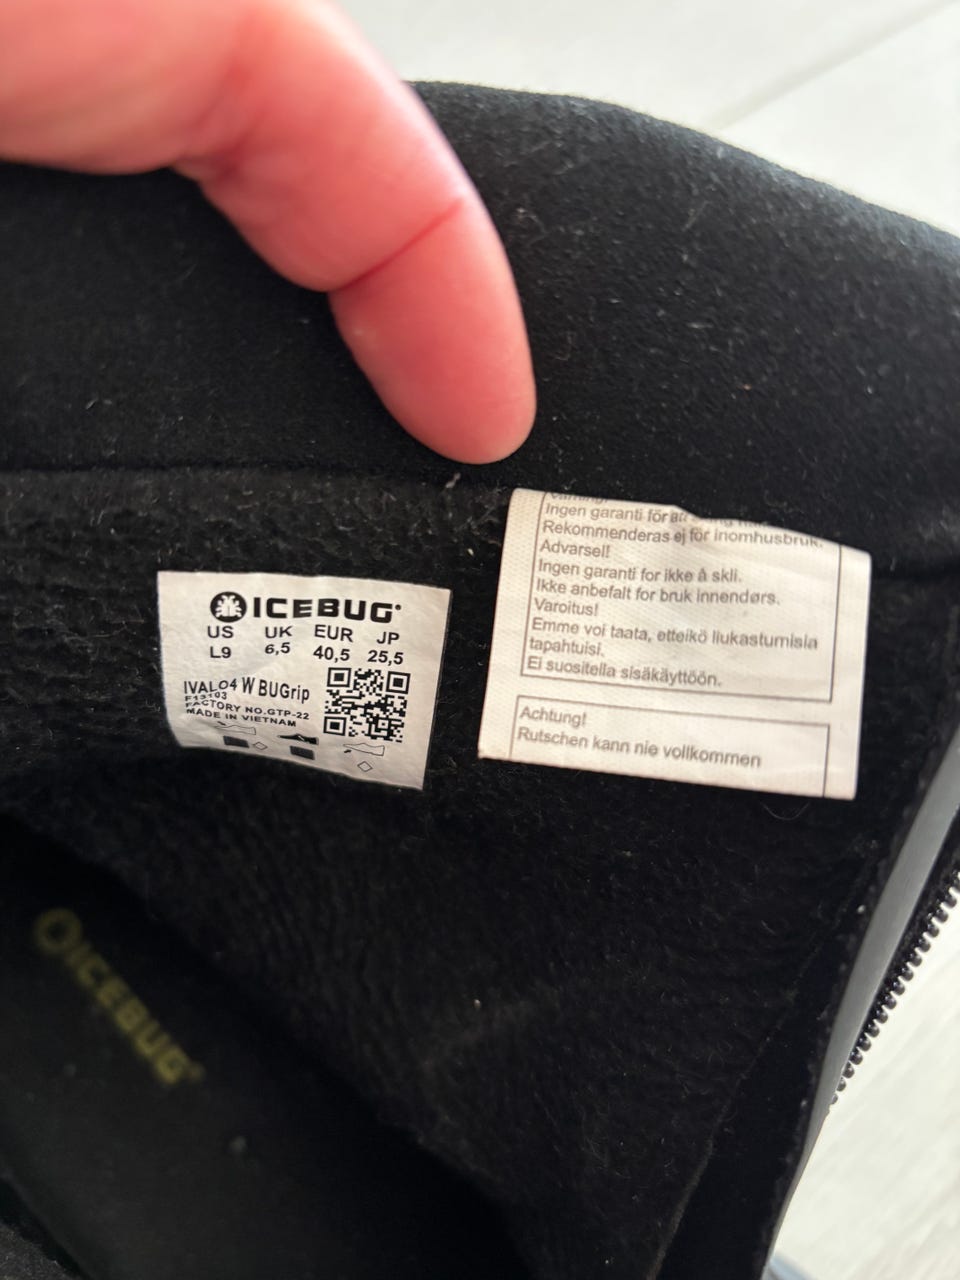 ICEBUG
US UK EUR JP
L9 6,5 40,5 25,5
IVALO4 W BUGrip
F13103
FACTORY NO.GTP-22
MADE IN VIETNAM
Ingen garanti för
Rekommenderas ej för inomhusbruk.
Advarsel!
Ingen garanti for ikke å skli.
Ikke anbefalt for bruk innendørs.
Varoitus!
Emme voi taata, etteikö liukastumisia
tapahtuisi.
Ei suositella sisäkäyttöön.
Achtung!
Rutschen kann nie vollkommen
ICEBUG